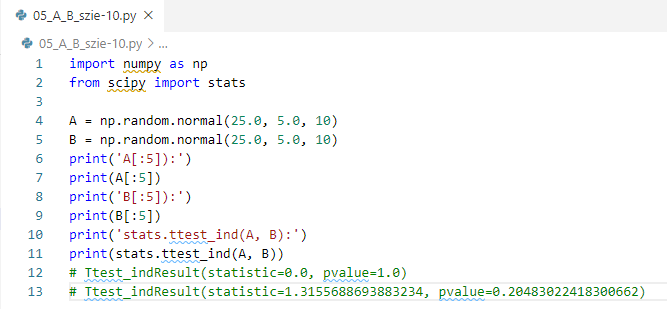 05_A_B_szie-10.py ×
05_A_B_szie-10.py > ...
1 import numpy as np
2 from scipy import stats
3
4 A = np.random.normal(25.0, 5.0, 10)
5 B = np.random.normal(25.0, 5.0, 10)
6 print('A[:5]):')
7 print(A[:5])
8 print('B[:5]):')
9 print(B[:5])
10 print('stats.ttest_ind(A, B):')
11 print(stats.ttest_ind(A, B))
12 # Ttest_indResult(statistic=0.0, pvalue=1.0)
13 # Ttest_indResult(statistic=1.3155688693883234, pvalue=0.20483022418300662)